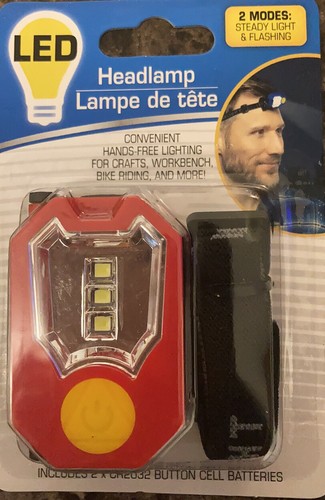 LED
2 MODES:
STEADY LIGHT
& FLASHING
Headlamp
Lampe de tête
CONVENIENT
HANDS-FREE LIGHTING
FOR CRAFTS, WORKBENCH,
BIKE RIDING, AND MORE!
INCLUDES 2 x CR2032 BUTTON CELL BATTERIES